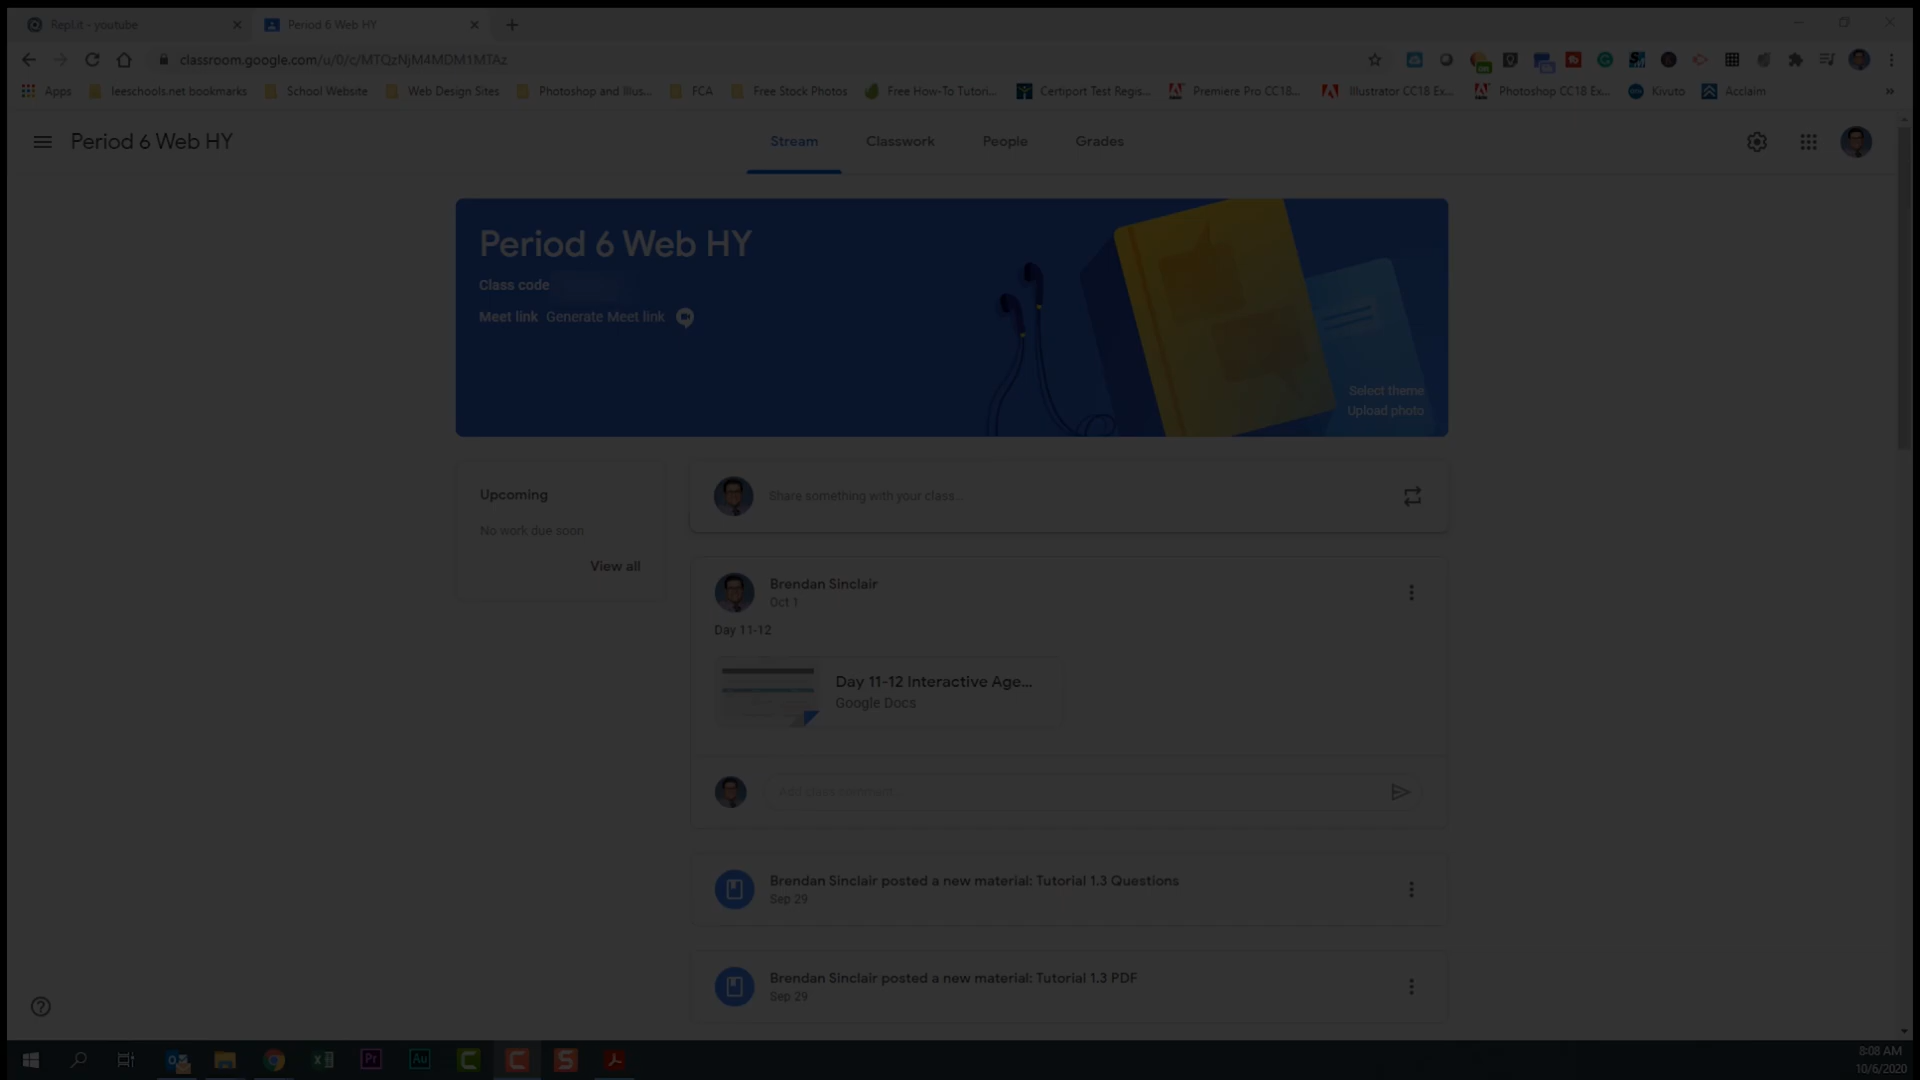 Repl.it - youtube
Period 6 Web HY
classroom.google.com/u/0/c/MTQzNjM4MDM1MTAz
Apps
leeschools.net bookmarks
School Website
Web Design Sites
Photoshop and Illus...
FCA
Free Stock Photos
Free How-To Tutori...
Certiport Test Regis...
Premiere Pro CC18...
Illustrator CC18 Ex...
Photoshop CC18 Ex...
Kivuto
Acclaim
Period 6 Web HY
Stream
Classwork
People
Grades
Period 6 Web HY
Class code
Meet link Generate Meet link
Select theme
Upload photo
Upcoming
No work due soon
View all
Share something with your class...
Brendan Sinclair
Oct 1
Day 11-12
Day 11-12 Interactive Age...
Google Docs
Add class comment...
Brendan Sinclair posted a new material: Tutorial 1.3 Questions
Sep 29
Brendan Sinclair posted a new material: Tutorial 1.3 PDF
Sep 29
Pr
Au
8:08 AM
10/6/2020